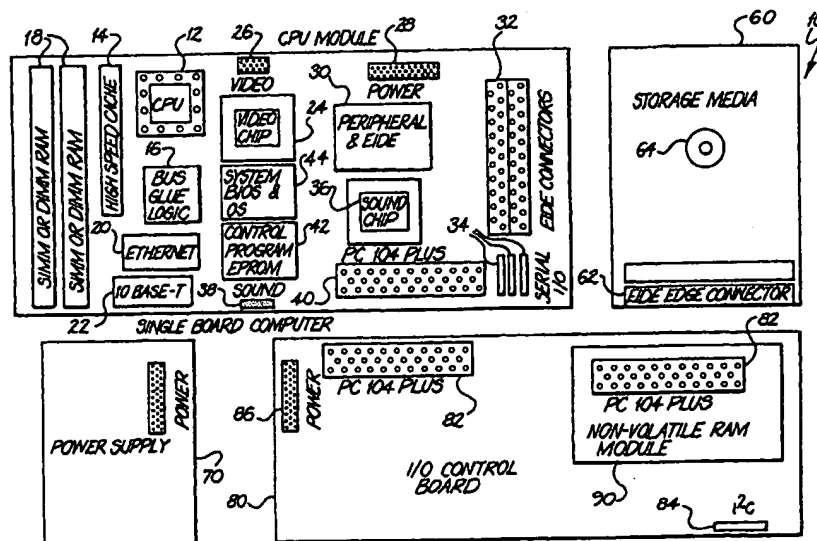 18
14
12
26
CPU MODULE
28
32
60
10
SIMM OR DIMM RAM
SIMM OR DIMM RAM
HIGH SPEED CACHE
CPU
VIDEO
VIDEO CHIP
24
30
POWER
PERIPHERAL & EIDE
EIDE CONNECTORS
STORAGE MEDIA
64
16
BUS GLUE LOGIC
SYSTEM BIOS & OS
44
36
SOUND CHIP
34
20
ETHERNET
CONTROL PROGRAM EPROM
42
PC 104 PLUS
SERIAL I/O
22
10 BASE-T
38
SOUND
40
62
EIDE EDGE CONNECTOR
SINGLE BOARD COMPUTER
82
POWER SUPPLY
POWER
70
86
POWER
PC 104 PLUS
82
PC 104 PLUS
NON-VOLATILE RAM MODULE
I/O CONTROL BOARD
80
90
84
I²C